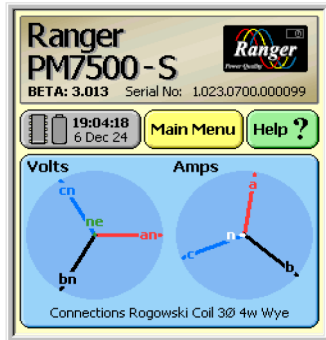 Ranger
PM7500-S
Ranger
Power Quality
BETA: 3.013 Serial No: 1.023.0700.000099
19:04:18
6 Dec 24
Main Menu
Help ?
Volts
Amps
cn
ne
an
bn
a
n
c
b
Connections Rogowski Coil 3Ø 4w Wye